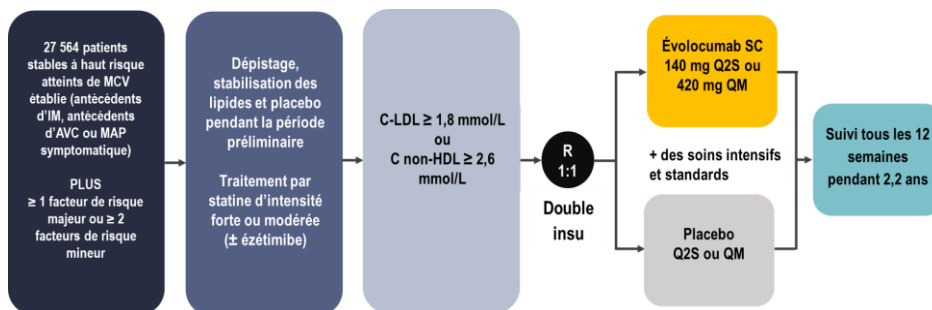 27 564 patients
stables à haut risque
atteints de MCV
établie (antécédents
d'IM, antécédents
d'AVC ou MAP
symptomatique)
PLUS
≥ 1 facteur de risque
majeur ou ≥ 2
facteurs de risque
mineur
Dépistage,
stabilisation des
lipides et placebo
pendant la période
préliminaire
Traitement par
statine d'intensité
forte ou modérée
(± ézétimibe)
C-LDL ≥ 1,8 mmol/L
ou
C non-HDL ≥ 2,6
mmol/L
R
1:1
Double
insu
Évolocumab SC
140 mg Q2S ou
420 mg QM
+ des soins intensifs
et standards
Placebo
Q2S ou QM
Suivi tous les 12
semaines
pendant 2,2 ans